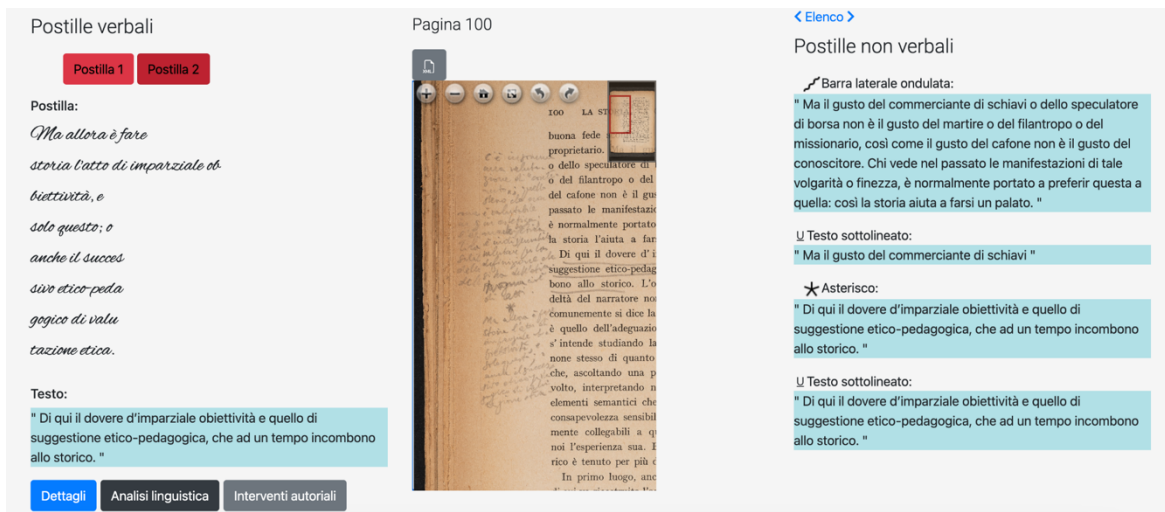 Postille verbali
Postilla 1 Postilla 2
Postilla:
Ma allora è fare
storia l'atto di imparziale ob
biettività, e
solo questo; o
anche il succes
sivo etico-peda
gogico di valu
tazione etica.
Testo:
" Di qui il dovere d'imparziale obiettività e quello di
suggestione etico-pedagogica, che ad un tempo incombono
allo storico. "
Dettagli Analisi linguistica Interventi autoriali
Pagina 100
100 LA ST
buona fede
proprietario.
o dello speculatore di
o del filantropo o del
del cafone non è il gus
passato le manifestazio
è normalmente portato
la storia l'aiuta a far
Di qui il dovere d' i
suggestione etico-pedag
bono allo storico. L'o
deltà del narratore no
comunemente si dice la
è quello dell'adeguazio
s' intende studiando la
none stesso di quanto
che, ascoltando una p
volto, interpretando n
elementi semantici che
consapevolezza sensibil
mente collegabili a q
noi l'esperienza sua.
rico è tenuto per più
In primo luogo, anc
Elenco
Postille non verbali
Barra laterale ondulata:
" Ma il gusto del commerciante di schiavi o dello speculatore
di borsa non è il gusto del martire o del filantropo o del
missionario, così come il gusto del cafone non è il gusto del
conoscitore. Chi vede nel passato le manifestazioni di tale
volgarità o finezza, è normalmente portato a preferir questa a
quella: così la storia aiuta a farsi un palato. "
U Testo sottolineato:
" Ma il gusto del commerciante di schiavi "
Asterisco:
" Di qui il dovere d'imparziale obiettività e quello di
suggestione etico-pedagogica, che ad un tempo incombono
allo storico. "
U Testo sottolineato:
" Di qui il dovere d'imparziale obiettività e quello di
suggestione etico-pedagogica, che ad un tempo incombono
allo storico. "